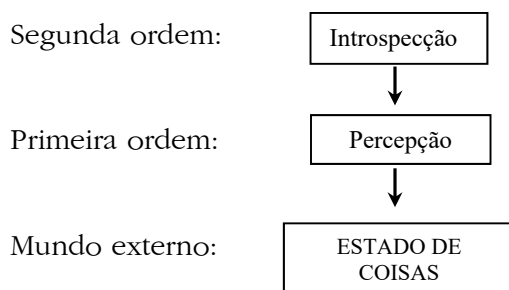 Segunda ordem: Introspecção
Primeira ordem: Percepção
Mundo externo: ESTADO DE
COISAS